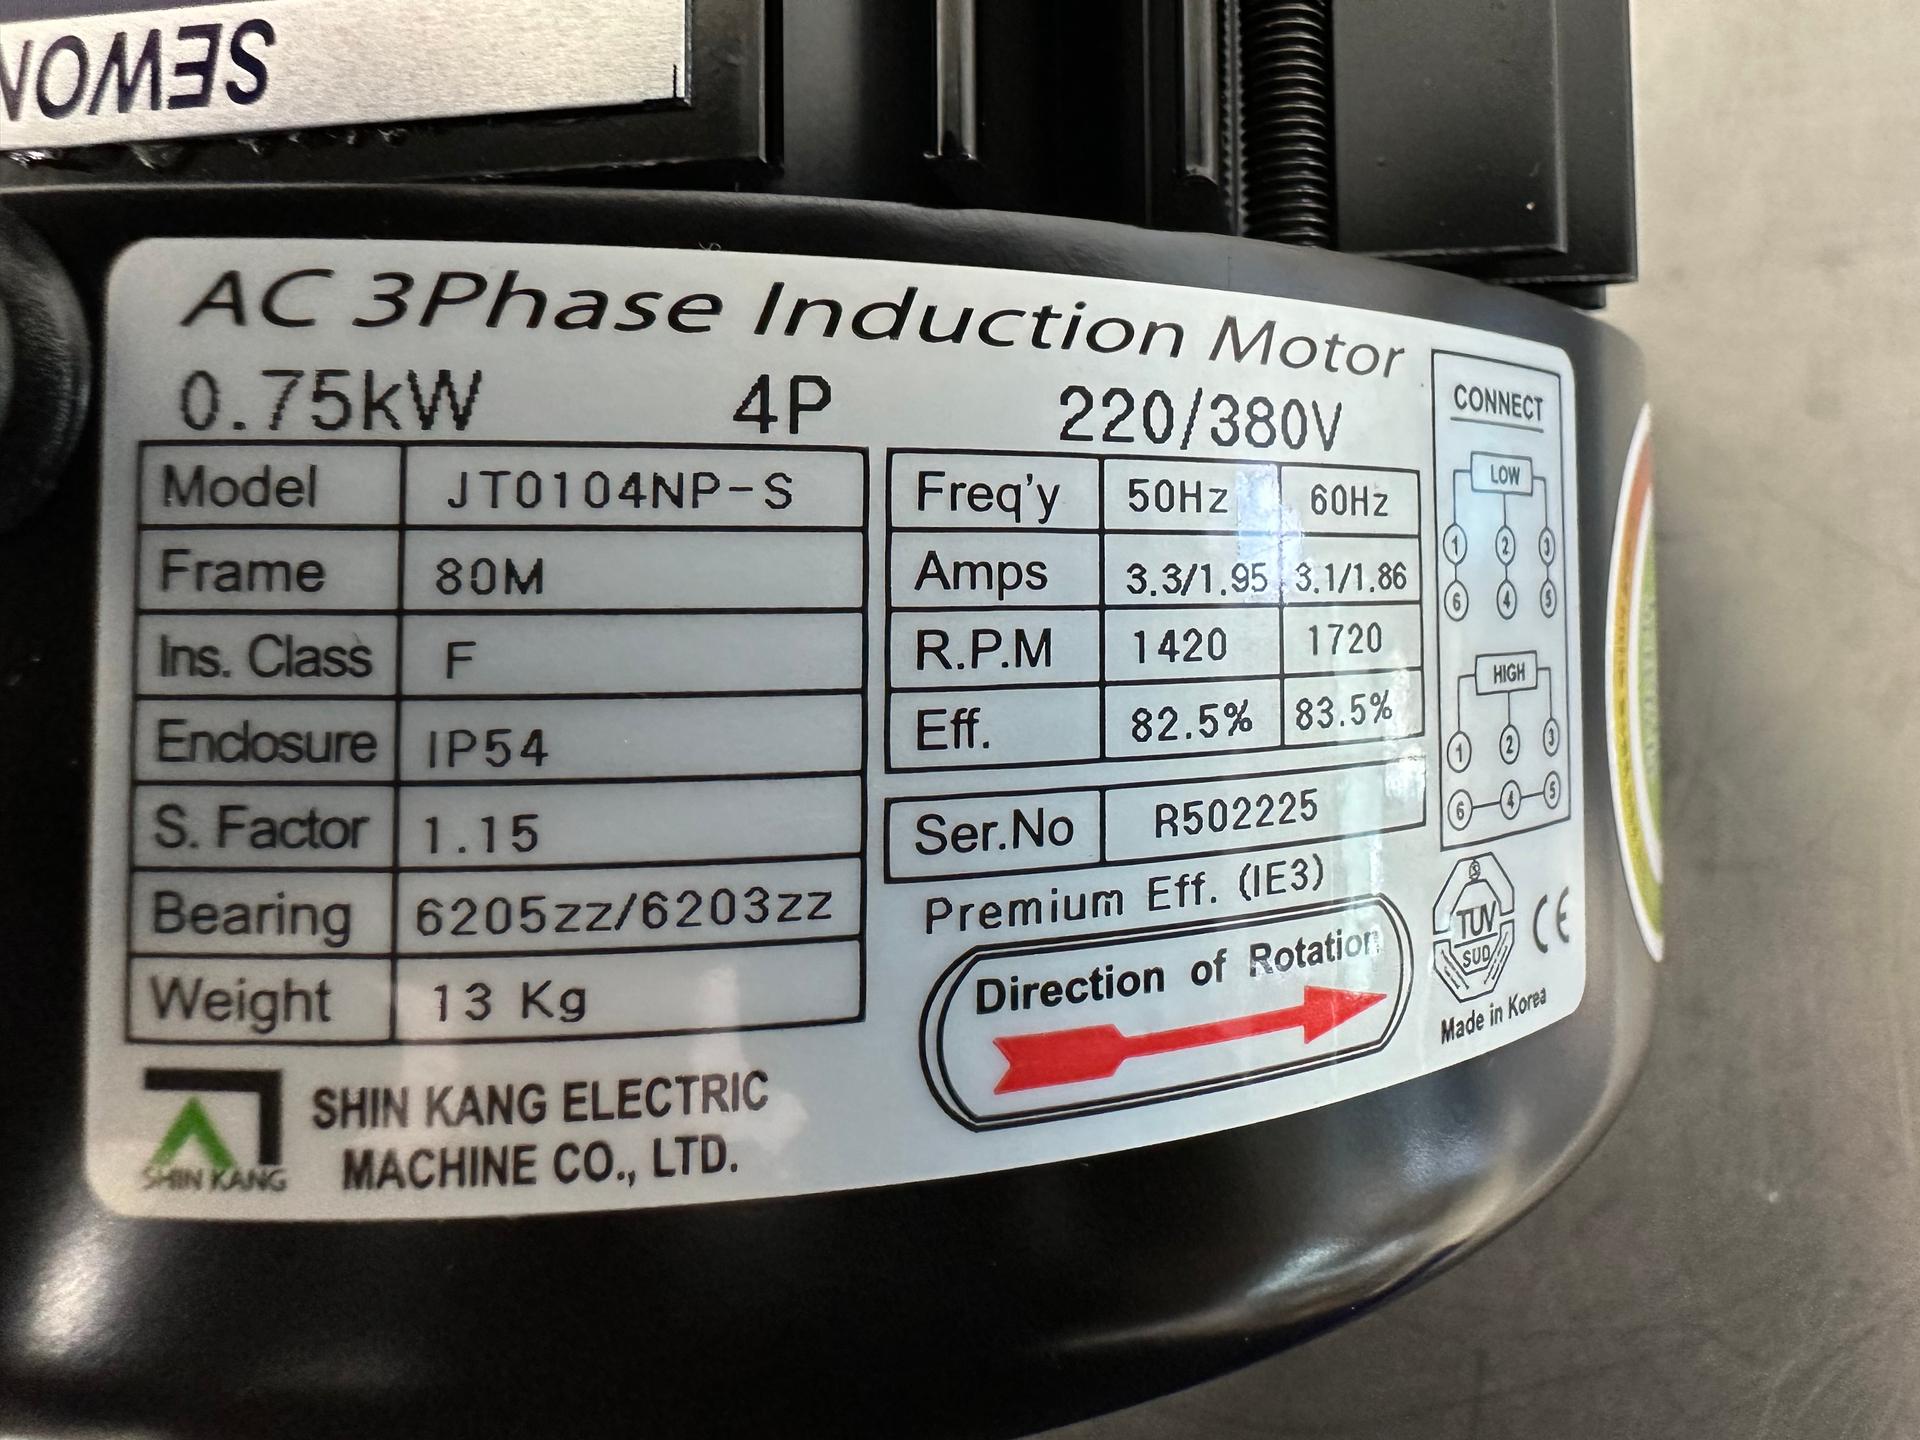 SEWON
AC 3Phase Induction Motor
0.75kW 4P 220/380V
Model JT0104NP-S
Frame 80M
Ins. Class F
Enclosure IP54
S. Factor 1.15
Bearing 6205zz/6203zz
Weight 13 Kg
SHIN KANG
SHIN KANG ELECTRIC
MACHINE CO., LTD.
Freq'y 50Hz 60Hz
Amps 3.3/1.95 3.1/1.86
R.P.M 1420 1720
Eff. 82.5% 83.5%
Ser.No R502225
Premium Eff. (IE3)
Direction of Rotation
CONNECT
LOW
1 2 3
6 4 5
HIGH
1 2 3
6 4 5
S
TUV
SUD
CE
Made in Korea